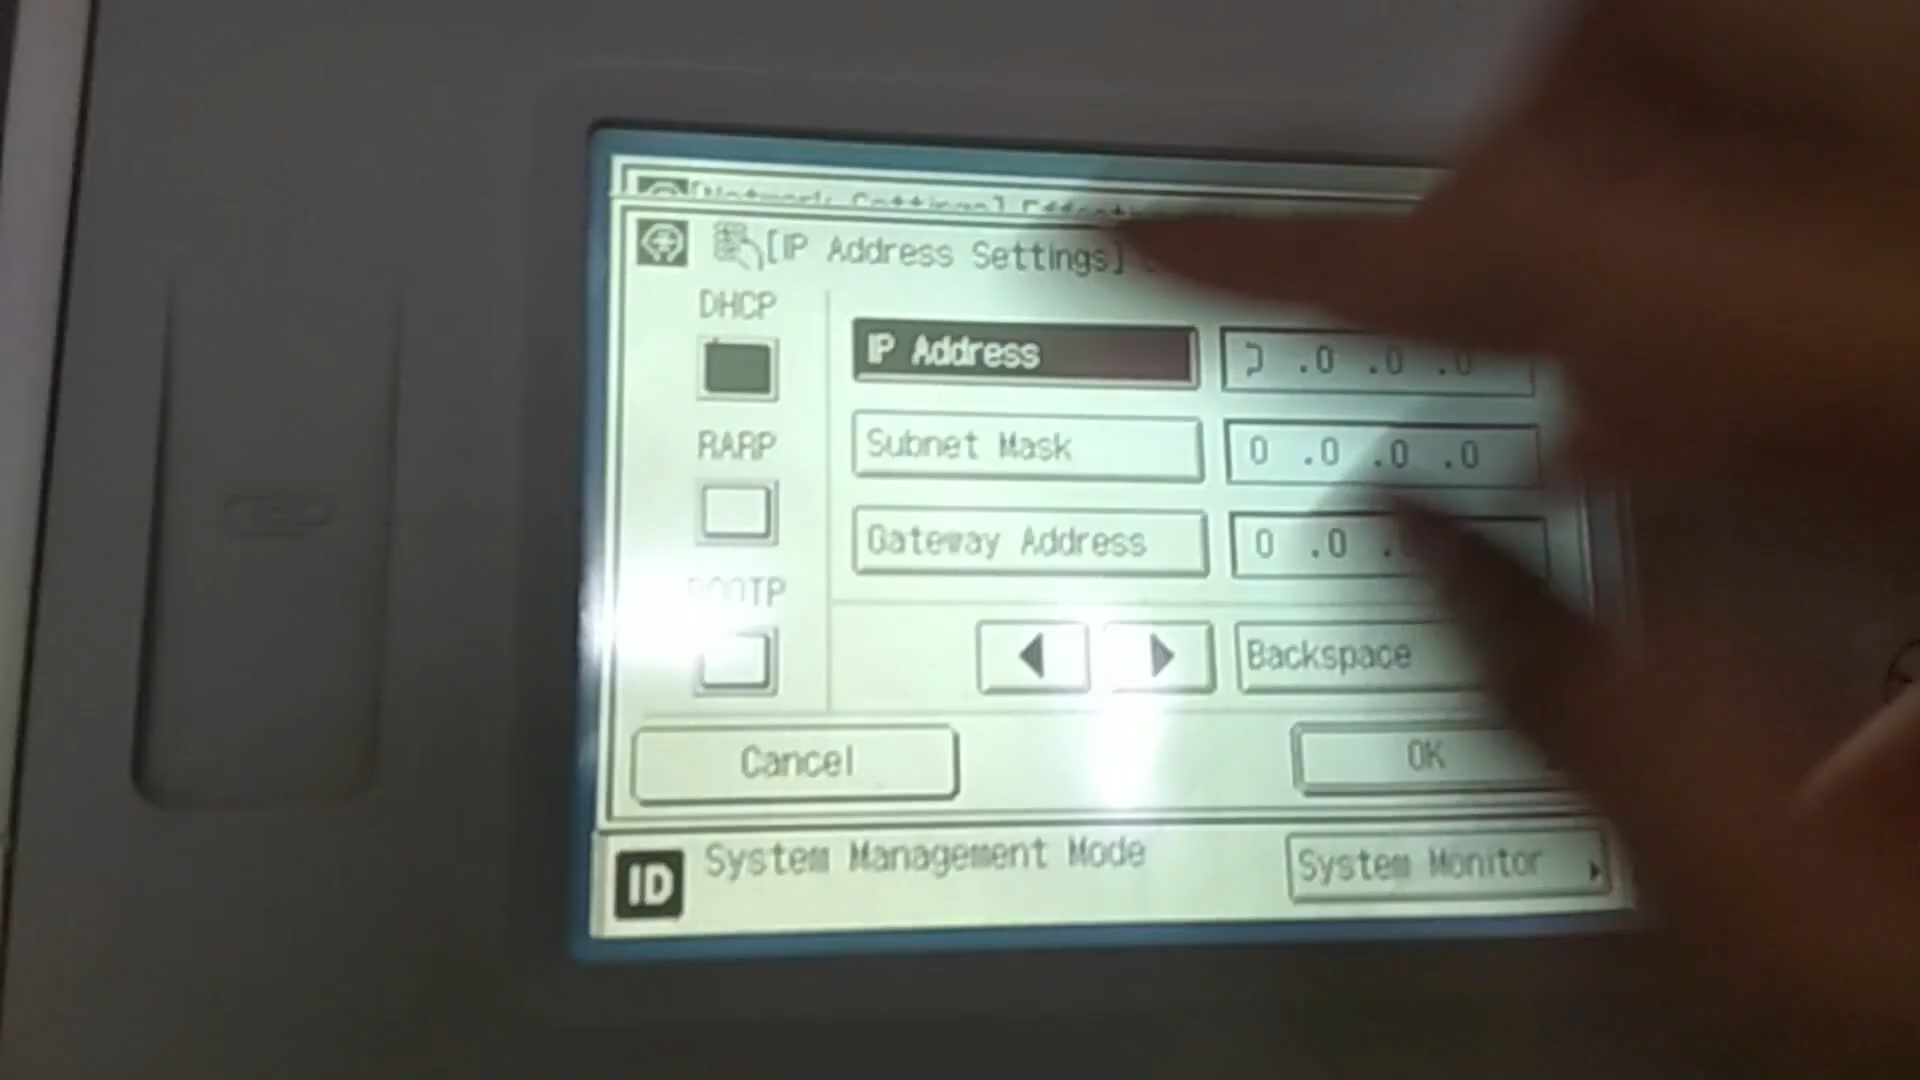 [IP Address Settings]
DHCP
IP Address .0 .0 .0
RARP
Subnet Mask 0 .0 .0 .0
Gateway Address 0 .0 .
Backspace
Cancel OK
ID System Management Mode System Monitor